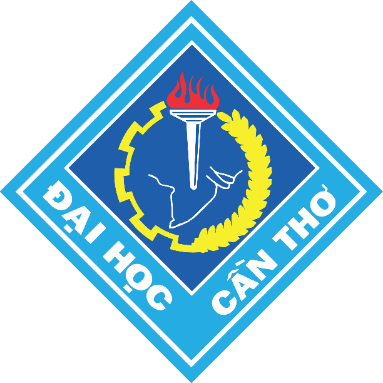 ĐẠI HỌC
CẦN THƠ